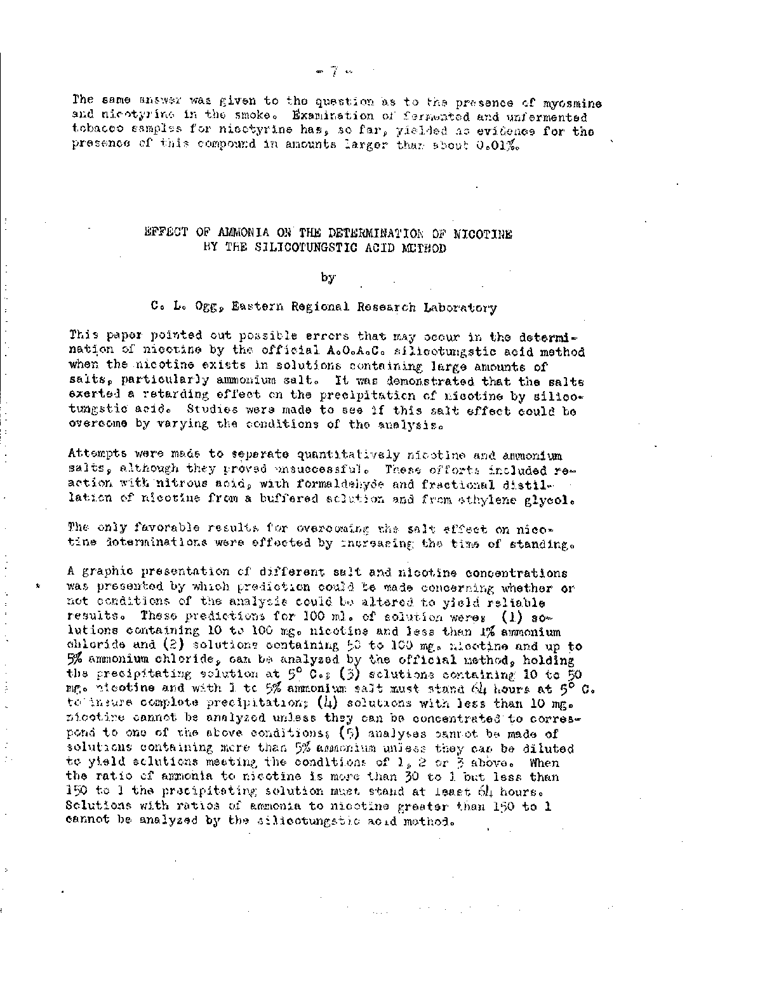 - 7 -
The same answer was given to the question as to the presence of myosmine
and nicotyrine in the smoke. Examination of fermented and unfermented
tobacco samples for nicotyrine has, so far, yielded no evidence for the
presence of this compound in amounts larger than about 0.01%.
EFFECT OF AMMONIA ON THE DETERMINATION OF NICOTINE
BY THE SILICOTUNGSTIC ACID METHOD
by
C. L. Ogg, Eastern Regional Research Laboratory
This paper pointed out possible errors that may occur in the determi-
nation of nicotine by the official A.O.A.C. silicotungstic acid method
when the nicotine exists in solutions containing large amounts of
salts, particularly ammonium salt. It was demonstrated that the salts
exerted a retarding effect on the precipitation of nicotine by silico-
tungstic acid. Studies were made to see if this salt effect could be
overcome by varying the conditions of the analysis.
Attempts were made to separate quantitatively nicotine and ammonium
salts, although they proved unsuccessful. These efforts included re-
action with nitrous acid, with formaldehyde and fractional distil-
lation of nicotine from a buffered solution and from ethylene glycol.
The only favorable results for overcoming the salt effect on nico-
tine determinations were effected by increasing the time of standing.
A graphic presentation of different salt and nicotine concentrations
was presented by which prediction could be made concerning whether or
not conditions of the analysis could be altered to yield reliable
results. These predictions for 100 ml. of solution were: (1) so-
lutions containing 10 to 100 mg. nicotine and less than 1% ammonium
chloride and (2) solutions containing 50 to 100 mg. nicotine and up to
5% ammonium chloride, can be analyzed by the official method, holding
the precipitating solution at 5° C.; (3) solutions containing 10 to 50
mg. nicotine and with 1 to 5% ammonium salt must stand 64 hours at 5° C.
to insure complete precipitation; (4) solutions with less than 10 mg.
nicotine cannot be analyzed unless they can be concentrated to corres-
pond to one of the above conditions; (5) analyses cannot be made of
solutions containing more than 5% ammonium unless they can be diluted
to yield solutions meeting the conditions of 1, 2 or 3 above. When
the ratio of ammonia to nicotine is more than 30 to 1 but less than
150 to 1 the precipitating solution must stand at least 64 hours.
Solutions with ratios of ammonia to nicotine greater than 150 to 1
cannot be analyzed by the silicotungstic acid method.